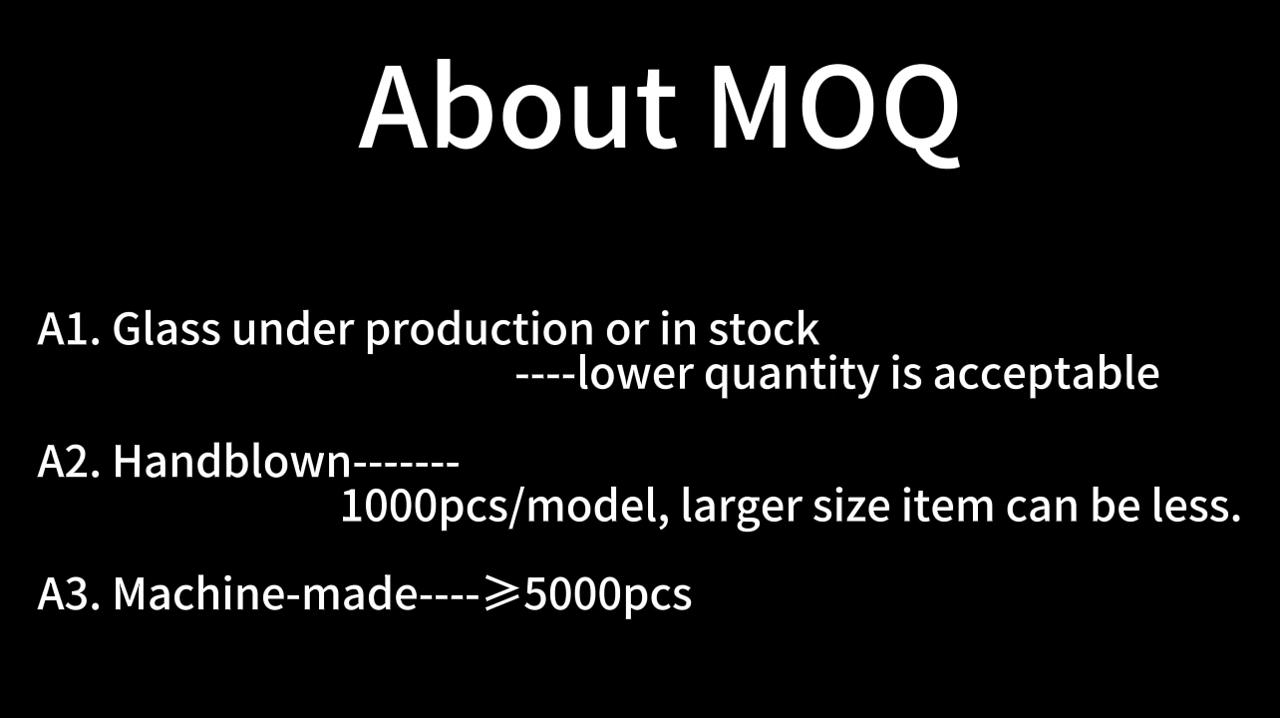 About MOQ
A1. Glass under production or in stock
----lower quantity is acceptable
A2. Handblown-------
1000pcs/model, larger size item can be less.
A3. Machine-made----⩾5000pcs